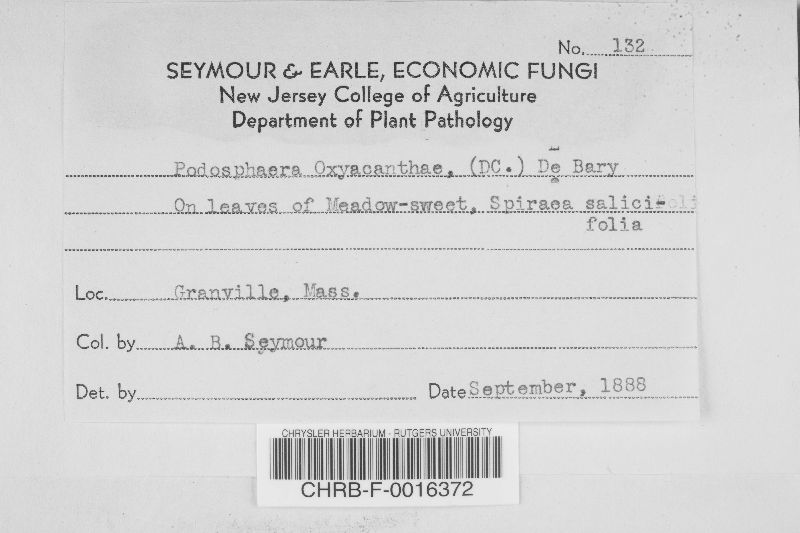 No. 132
SEYMOUR & EARLE, ECONOMIC FUNGI
New Jersey College of Agriculture
Department of Plant Pathology
Podosphaera Oxyacanthae, (DC.) De Bary
On leaves of Meadow-sweet, Spiraea salici-
folia
Loc. Granville, Mass.
Col. by A. B. Seymour
Det. by
Date September, 1888
CHRYSLER HERBARIUM - RUTGERS UNIVERSITY
CHRB-F-0016372